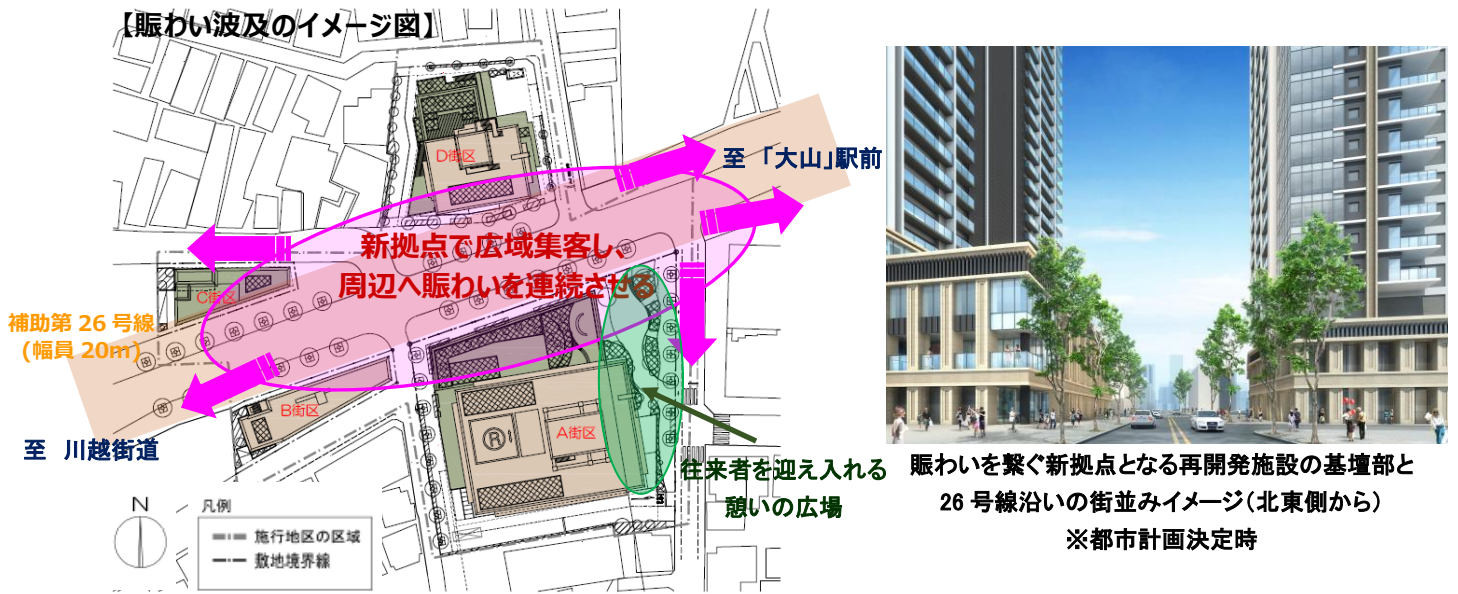 【賑わい波及のイメージ図】
D街区
至 「大山」駅前
新拠点で広域集客し、
周辺へ賑わいを連続させる
C街区
補助第 26 号線
(幅員 20m)
B街区
A街区
R
至 川越街道
往来者を迎え入れる
憩いの広場
N
凡例
施行地区の区域
敷地境界線
賑わいを繋ぐ新拠点となる再開発施設の基壇部と
26 号線沿いの街並みイメージ(北東側から)
※都市計画決定時